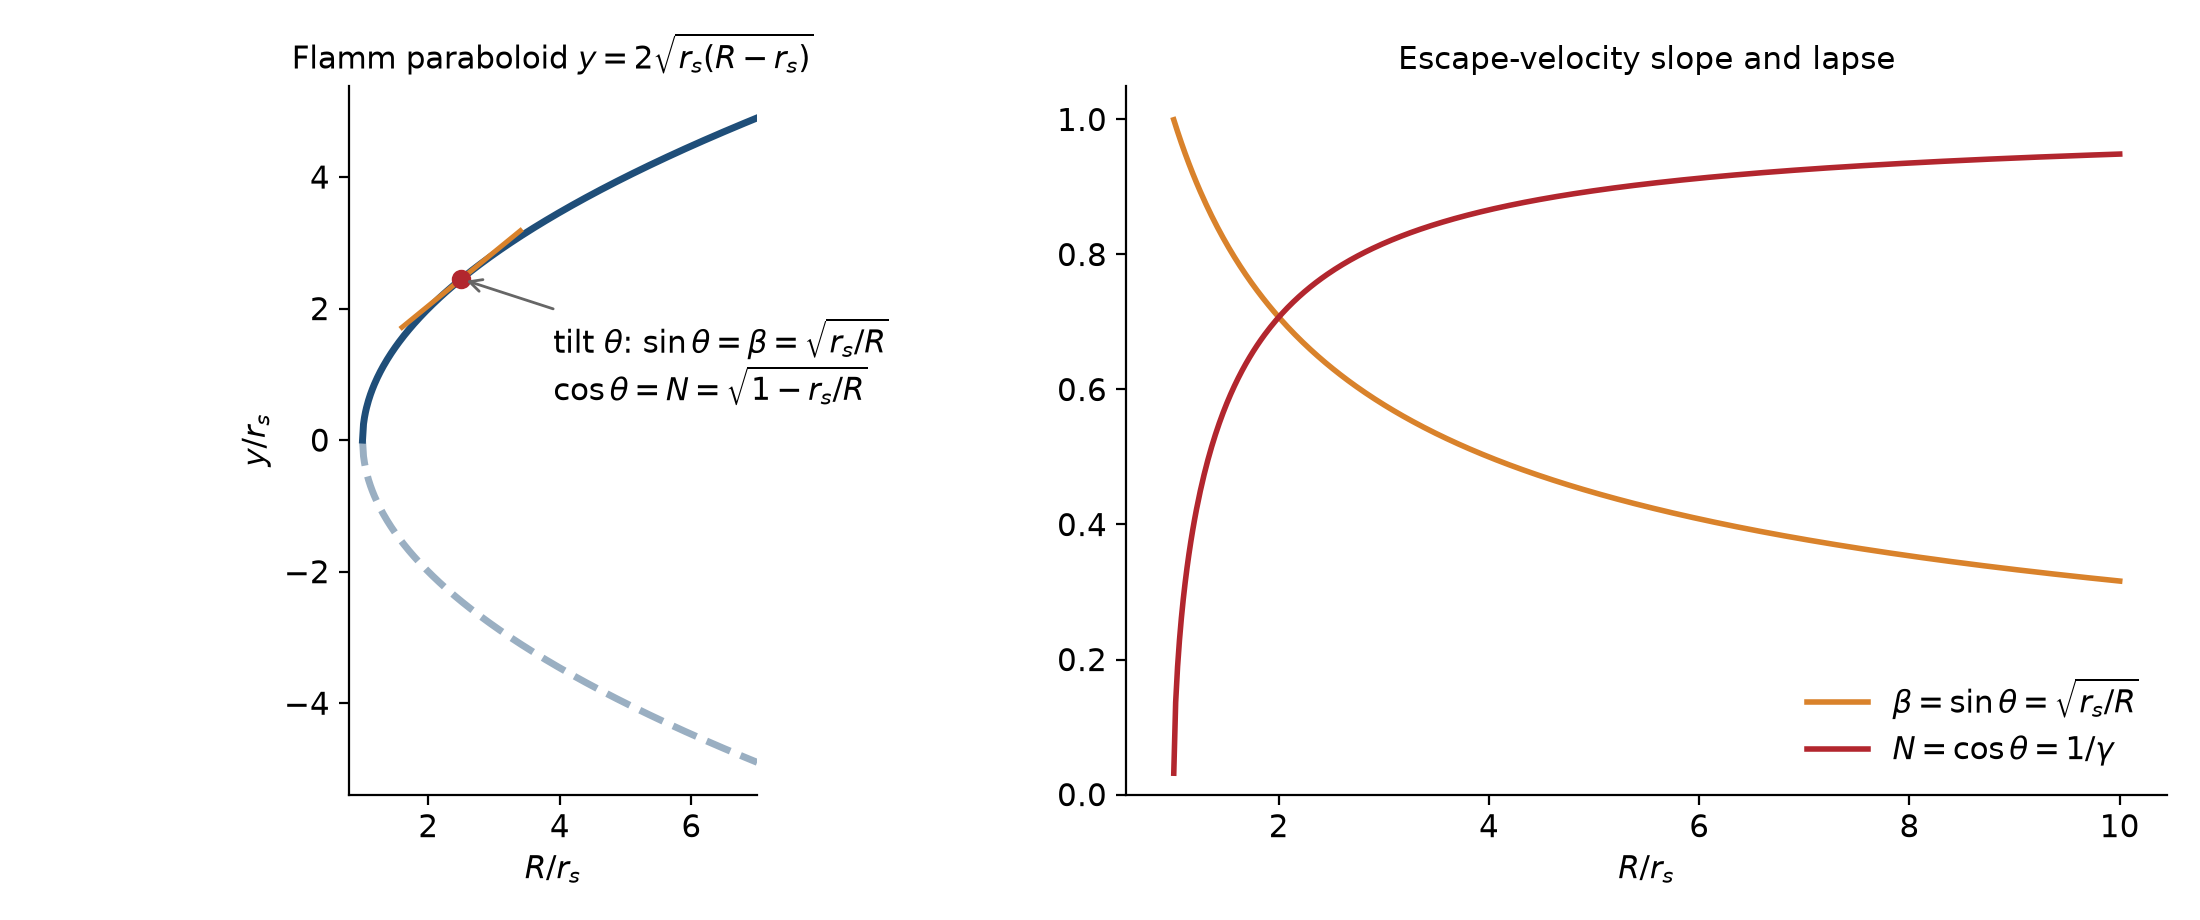 Flamm paraboloid y = 2√(r_s(R − r_s))
4
2
0
−2
−4
y/r_s
tilt θ: sin θ = β = √(r_s/R)
cos θ = N = √(1 − r_s/R)
2 4 6
R/r_s
Escape-velocity slope and lapse
1.0
0.8
0.6
0.4
0.2
0.0
β = sin θ = √(r_s/R)
N = cos θ = 1/γ
2 4 6 8 10
R/r_s